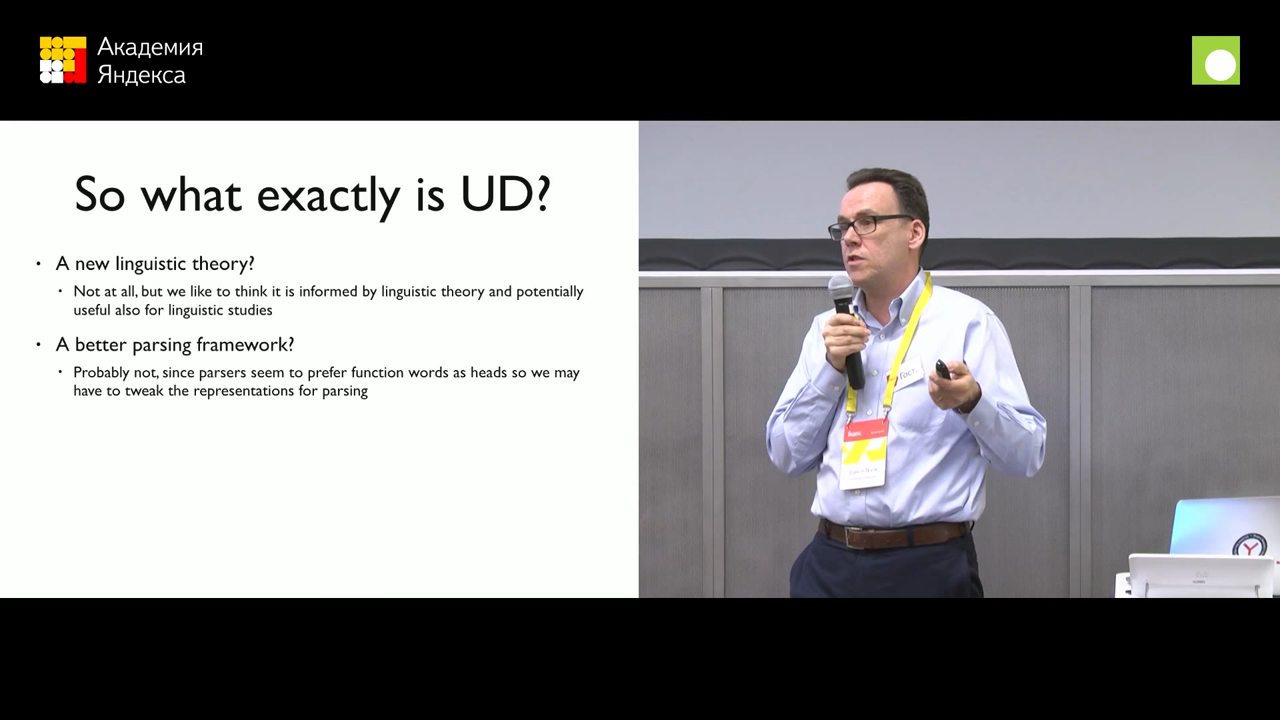 Академия
Яндекса
So what exactly is UD?
• A new linguistic theory?
• Not at all, but we like to think it is informed by linguistic theory and potentially
useful also for linguistic studies
• A better parsing framework?
• Probably not, since parsers seem to prefer function words as heads so we may
have to tweak the representations for parsing
Гость